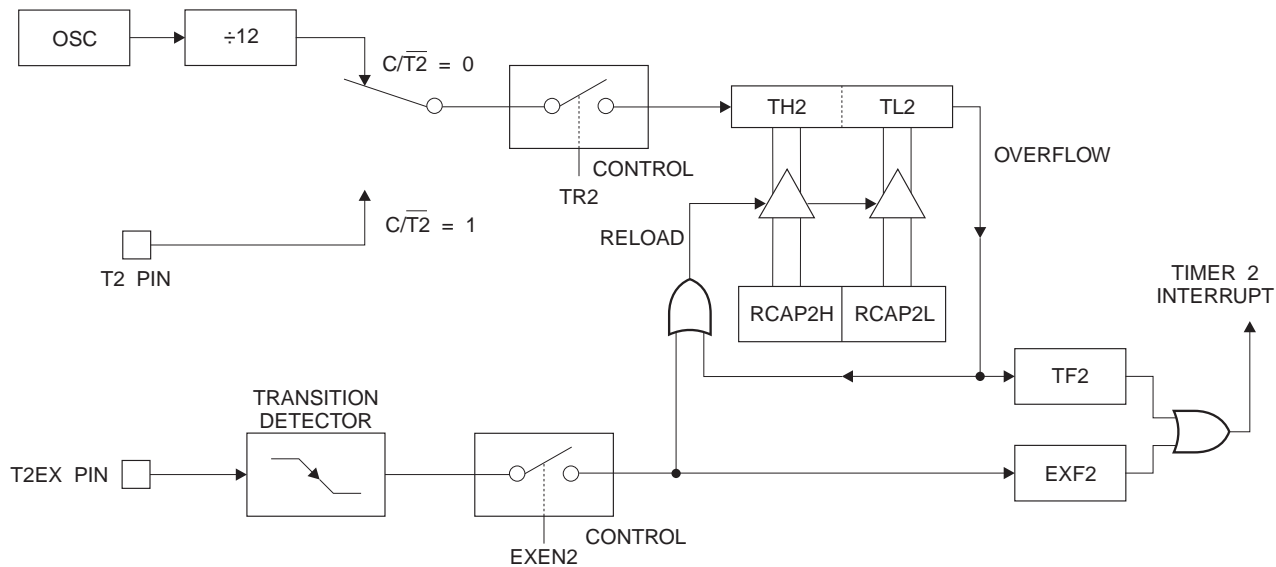 OSC
÷12
C/T2 = 0
TH2
TL2
OVERFLOW
CONTROL
TR2
C/T2 = 1
T2 PIN
RELOAD
TIMER 2
INTERRUPT
RCAP2H
RCAP2L
TF2
TRANSITION
DETECTOR
T2EX PIN
EXF2
CONTROL
EXEN2